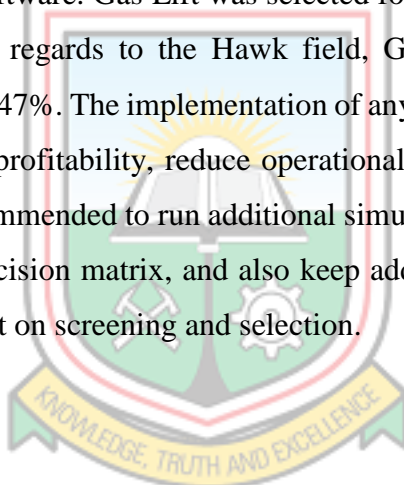 ftware. Gas Lift was selected fo
regards to the Hawk field, G
47%. The implementation of any
profitability, reduce operational
mmended to run additional simu
cision matrix, and also keep add
t on screening and selection.
KNOWLEDGE, TRUTH AND EXCELLENCE